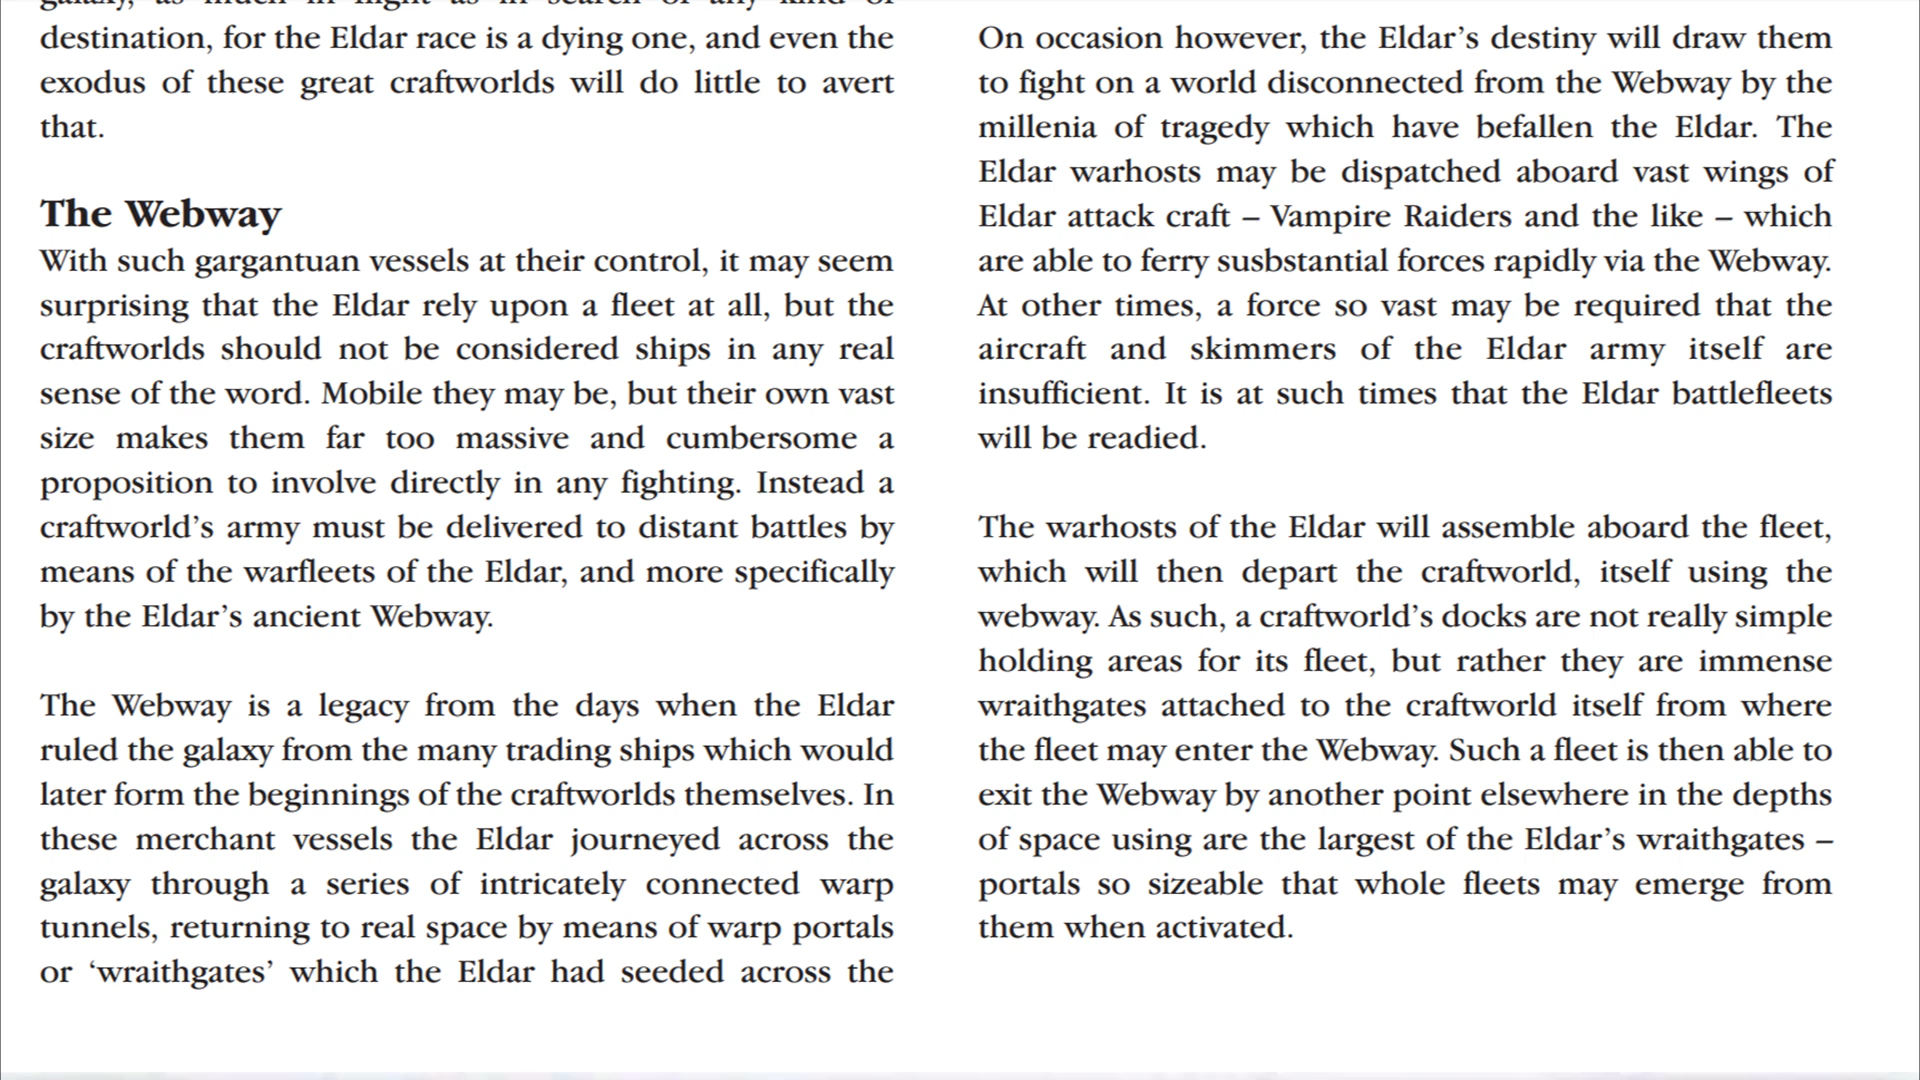 galaxy, as much in flight as in search of any kind of
destination, for the Eldar race is a dying one, and even the
exodus of these great craftworlds will do little to avert
that.
The Webway
With such gargantuan vessels at their control, it may seem
surprising that the Eldar rely upon a fleet at all, but the
craftworlds should not be considered ships in any real
sense of the word. Mobile they may be, but their own vast
size makes them far too massive and cumbersome a
proposition to involve directly in any fighting. Instead a
craftworld's army must be delivered to distant battles by
means of the warfleets of the Eldar, and more specifically
by the Eldar's ancient Webway.
The Webway is a legacy from the days when the Eldar
ruled the galaxy from the many trading ships which would
later form the beginnings of the craftworlds themselves. In
these merchant vessels the Eldar journeyed across the
galaxy through a series of intricately connected warp
tunnels, returning to real space by means of warp portals
or ‘wraithgates’ which the Eldar had seeded across the
On occasion however, the Eldar’s destiny will draw them
to fight on a world disconnected from the Webway by the
millenia of tragedy which have befallen the Eldar. The
Eldar warhosts may be dispatched aboard vast wings of
Eldar attack craft – Vampire Raiders and the like – which
are able to ferry susbstantial forces rapidly via the Webway.
At other times, a force so vast may be required that the
aircraft and skimmers of the Eldar army itself are
insufficient. It is at such times that the Eldar battlefleets
will be readied.
The warhosts of the Eldar will assemble aboard the fleet,
which will then depart the craftworld, itself using the
webway. As such, a craftworld’s docks are not really simple
holding areas for its fleet, but rather they are immense
wraithgates attached to the craftworld itself from where
the fleet may enter the Webway. Such a fleet is then able to
exit the Webway by another point elsewhere in the depths
of space using are the largest of the Eldar’s wraithgates –
portals so sizeable that whole fleets may emerge from
them when activated.